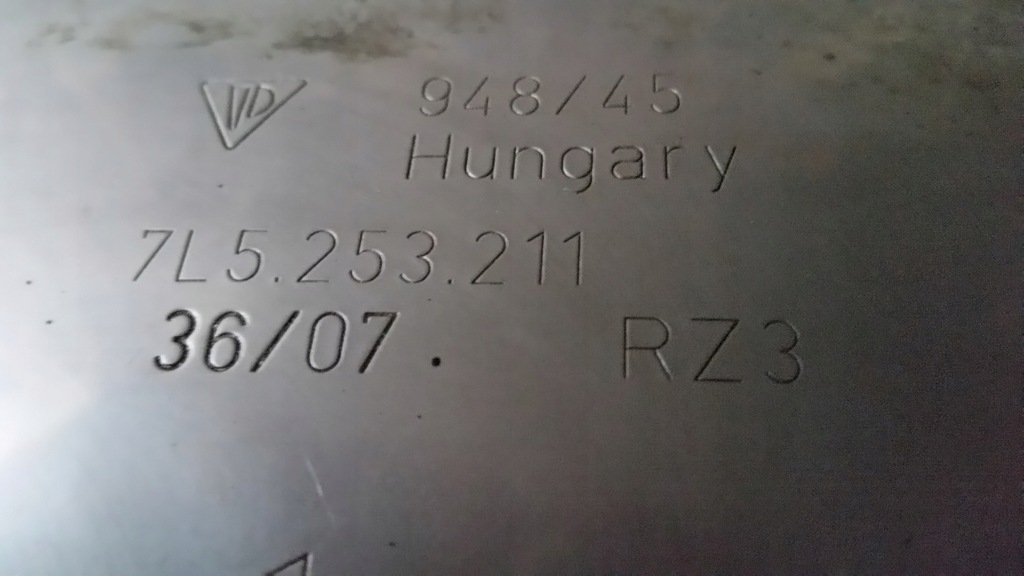 948/45
Hungary
7L5.253.211
36/07 . RZ3